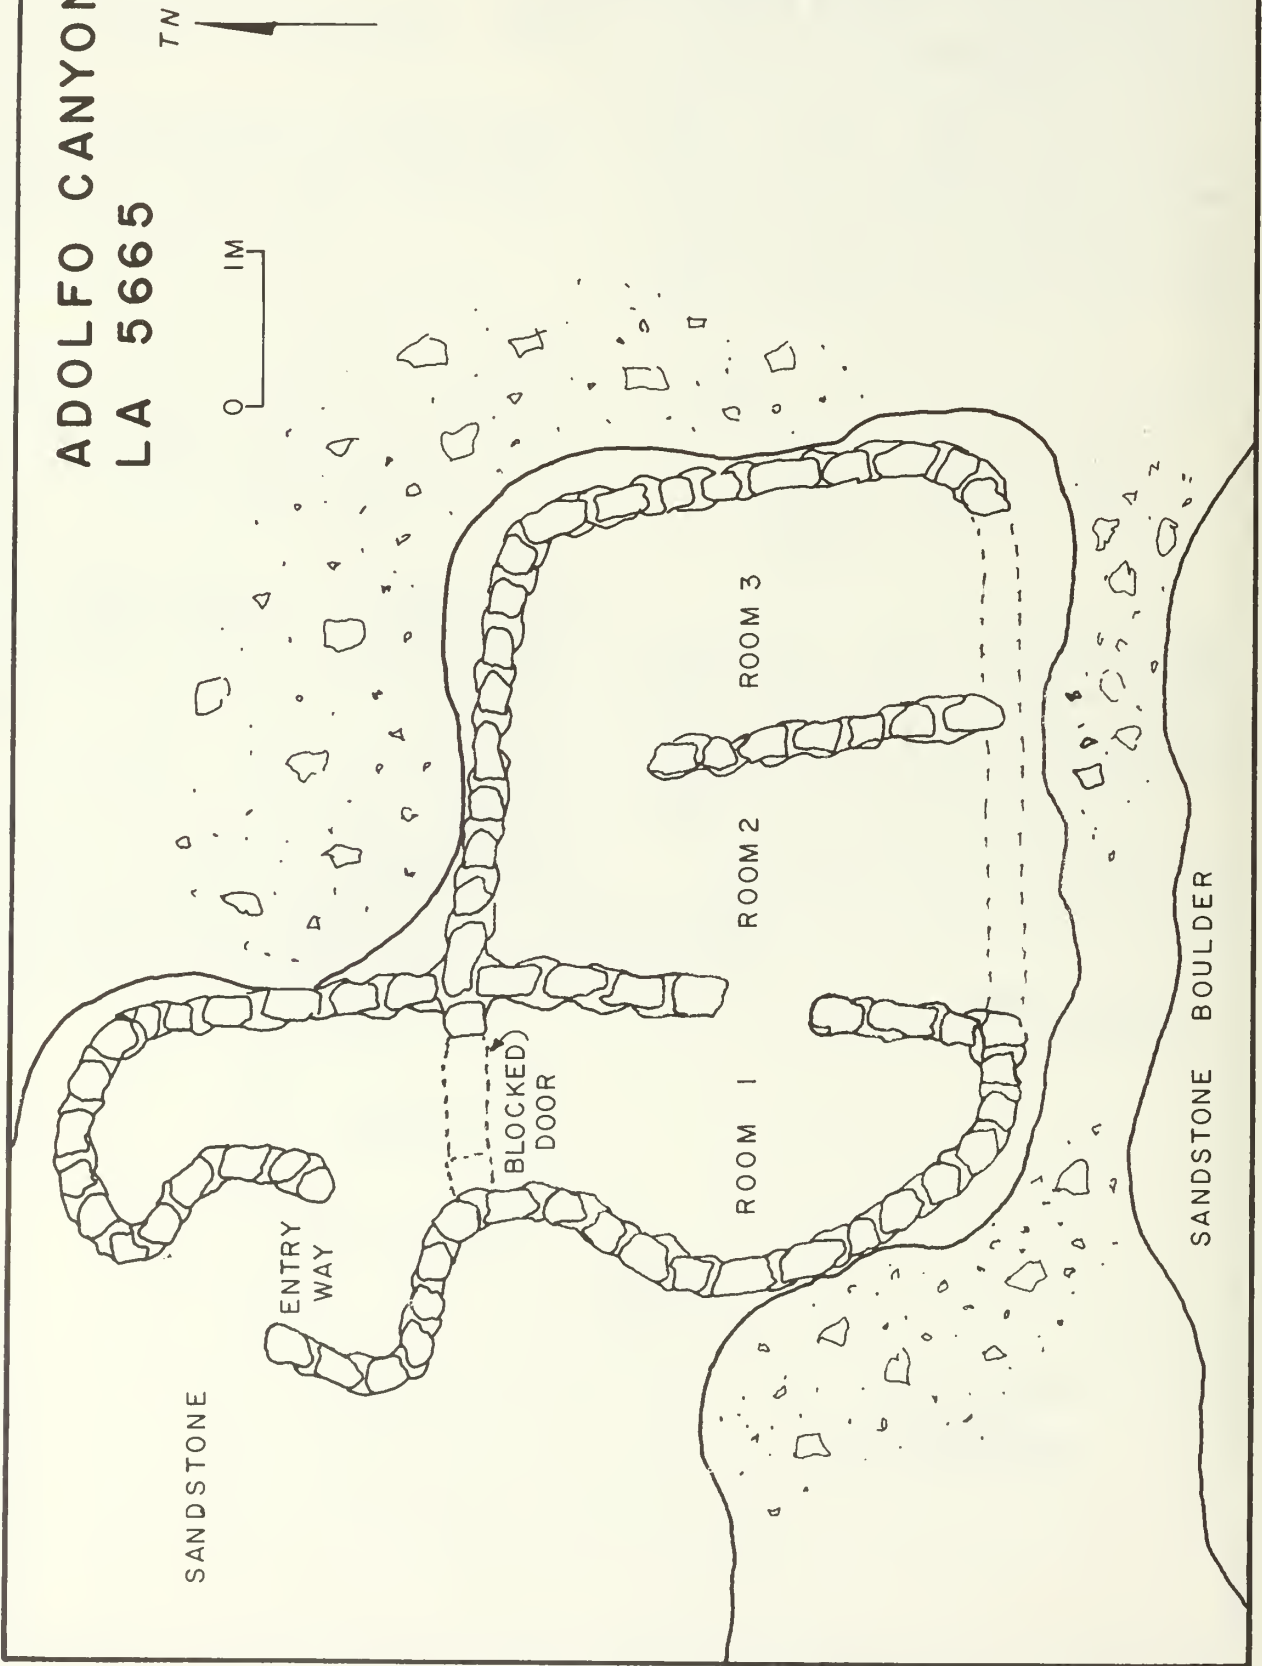 ADOLFO CANYON
LA 5665
TN
0 1M
SANDSTONE
ENTRY
WAY
(BLOCKED)
DOOR
ROOM 1
ROOM 2
ROOM 3
SANDSTONE BOULDER